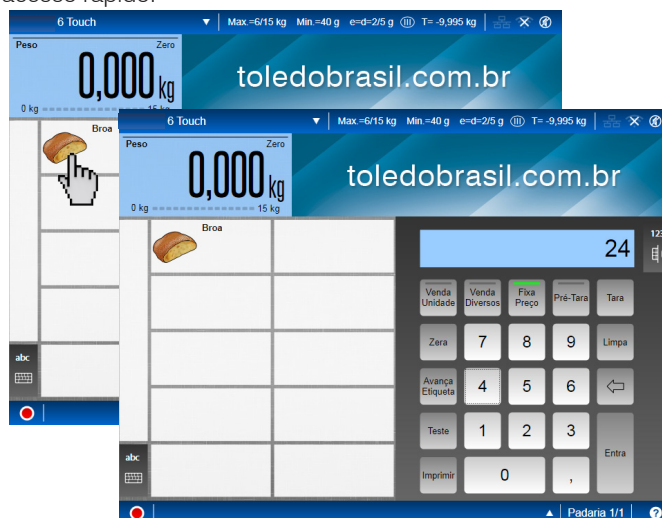 acesso rápido.
6 Touch ▼ Max.=6/15 kg Min.=40 g e=d=2/5 g (III) T= -9,995 kg
Peso Zero
0,000 kg
0 kg 15 kg
toledobrasil.com.br
Broa
abc
6 Touch ▼ Max.=6/15 kg Min.=40 g e=d=2/5 g (III) T= -9,995 kg
Peso Zero
0,000 kg
0 kg 15 kg
toledobrasil.com.br
Broa
24
123
Venda Unidade
Venda Diversos
Fixa Preço
Pré-Tara
Tara
Zera
7 8 9
Limpa
Avança Etiqueta
4 5 6
Teste
1 2 3
Entra
Imprimir
0 ,
abc
▲ Padaria 1/1 ?